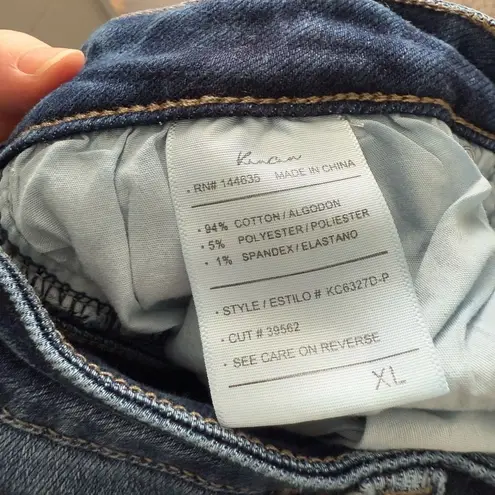 Kancan
• RN# 144635 MADE IN CHINA
• 94% COTTON / ALGODON
• 5% POLYESTER / POLIESTER
• 1% SPANDEX / ELASTANO
• STYLE / ESTILO # KC6327D-P
• CUT # 39562
• SEE CARE ON REVERSE
XL